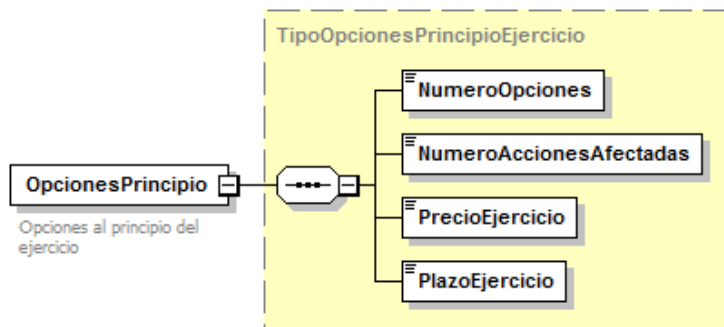 TipoOpcionesPrincipioEjercicio
NumeroOpciones
NumeroAccionesAfectadas
OpcionesPrincipio
Opciones al principio del
ejercicio
PrecioEjercicio
PlazoEjercicio